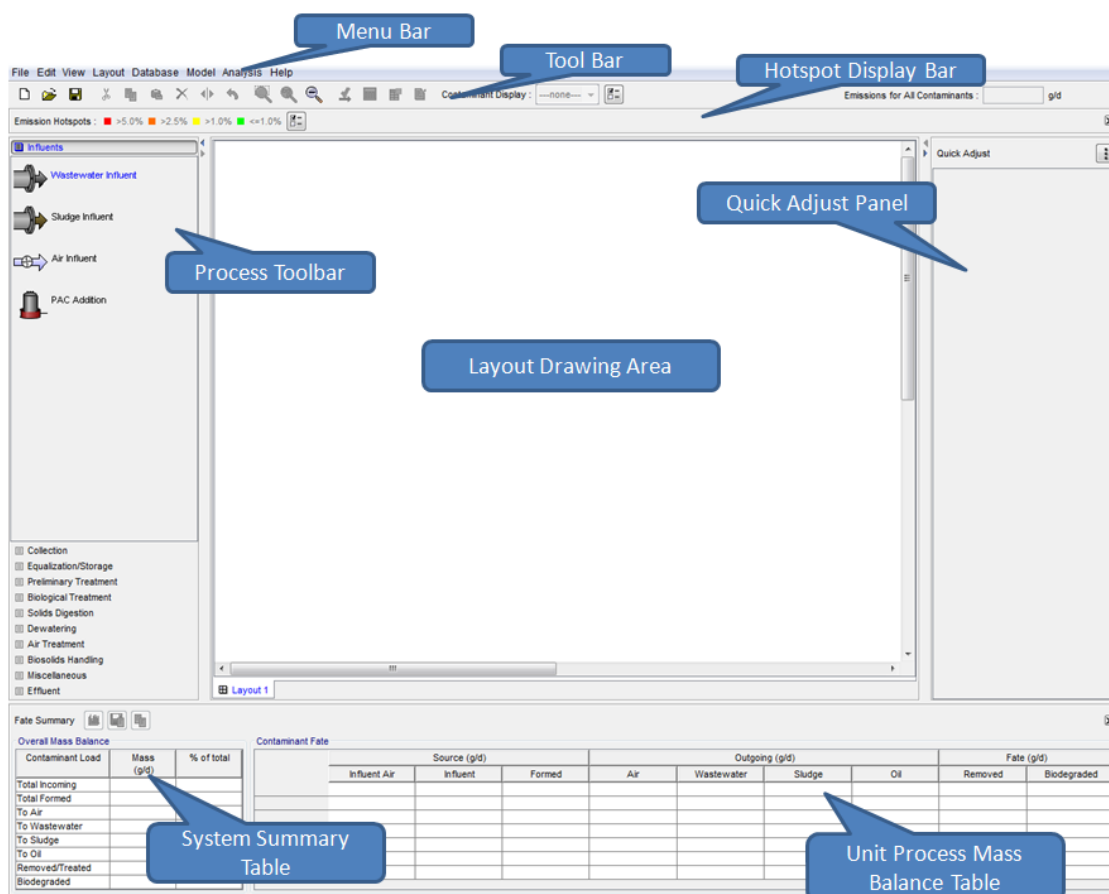 Menu Bar
Tool Bar
Hotspot Display Bar
File Edit View Layout Database Model Analysis Help
Contaminant Display : ---none---
Emissions for All Contaminants : g/d
Emission Hotspots : >5.0% >2.5% >1.0% <=1.0%
Influents
Quick Adjust
Wastewater Influent
Sludge Influent
Air Influent
PAC Addition
Process Toolbar
Quick Adjust Panel
Layout Drawing Area
Collection
Equalization/Storage
Preliminary Treatment
Biological Treatment
Solids Digestion
Dewatering
Air Treatment
Biosolids Handling
Miscellaneous
Effluent
Layout 1
Fate Summary
Overall Mass Balance
Contaminant Load Mass (g/d) % of total
Total Incoming
Total Formed
To Air
To Wastewater
To Sludge
To Oil
Removed/Treated
Biodegraded
System Summary
Table
Contaminant Fate
Source (g/d) Outgoing (g/d) Fate (g/d)
Influent Air Influent Formed Air Wastewater Sludge Oil Removed Biodegraded
Unit Process Mass
Balance Table